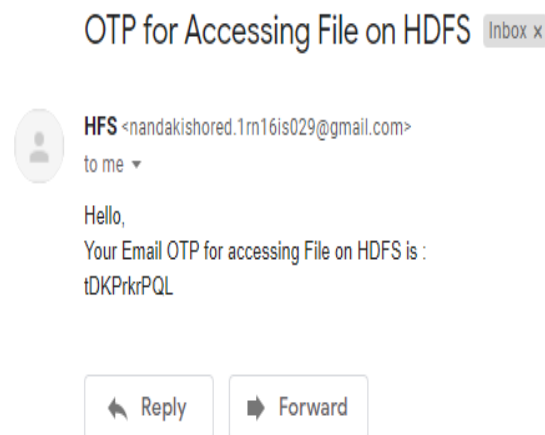 OTP for Accessing File on HDFS Inbox x
HFS <nandakishored.1rn16is029@gmail.com>
to me
Hello,
Your Email OTP for accessing File on HDFS is :
tDKPrkrPQL
Reply Forward